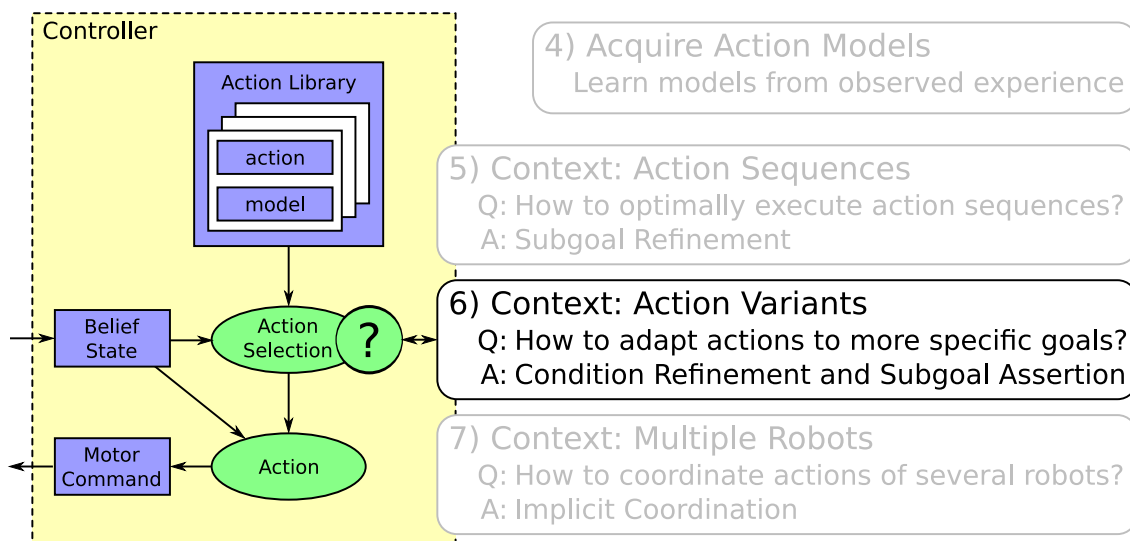 Controller
Action Library
action
model
Belief
State
Action
Selection
?
Motor
Command
Action
4) Acquire Action Models
Learn models from observed experience
5) Context: Action Sequences
Q: How to optimally execute action sequences?
A: Subgoal Refinement
6) Context: Action Variants
Q: How to adapt actions to more specific goals?
A: Condition Refinement and Subgoal Assertion
7) Context: Multiple Robots
Q: How to coordinate actions of several robots?
A: Implicit Coordination